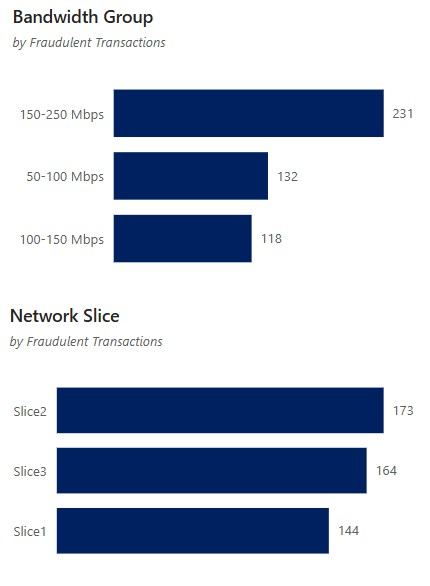 Bandwidth Group
by Fraudulent Transactions
150-250 Mbps 231
50-100 Mbps 132
100-150 Mbps 118
Network Slice
by Fraudulent Transactions
Slice2 173
Slice3 164
Slice1 144